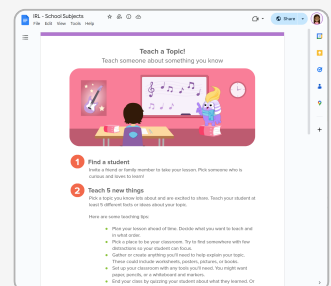 IRL - School Subjects
File Edit View Tools Help
Share
Teach a Topic!
Teach someone about something you know
1 Find a student
Invite a friend or family member to take your lesson. Pick someone who is
curious and loves to learn!
2 Teach 5 new things
Pick a topic you know lots about and are excited to share. Teach your student at
least 5 different facts or ideas about your topic.
Here are some teaching tips:
Plan your lesson ahead of time. Decide what you want to teach and
in what order.
Pick a place to be your classroom. Try to find somewhere with few
distractions so your student can focus.
Gather or create anything you'll need to help explain your topic.
These could include worksheets, posters, pictures, or books.
Set up your classroom with any tools you'll need. You might want
paper, pencils, or a whiteboard and markers.
End your class by quizzing your student about what they learned. Or